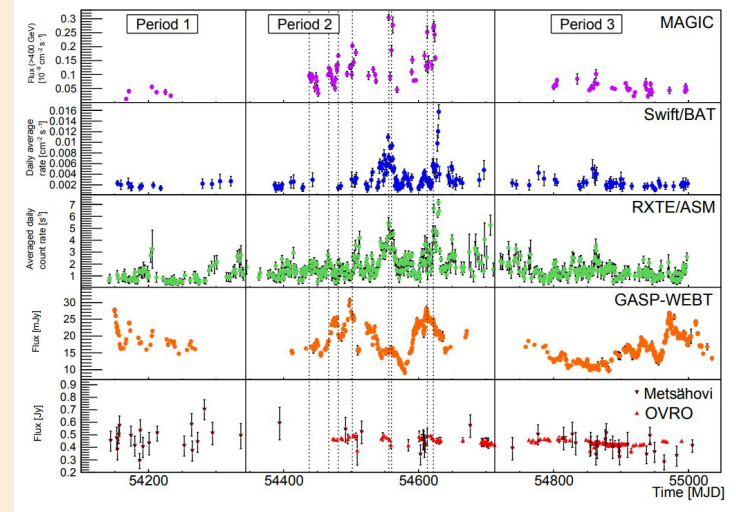 Period 1
Period 2
Period 3
MAGIC
Flux (>400 GeV)
[10⁻⁹ cm⁻² s⁻¹]
0.3
0.25
0.2
0.15
0.1
0.05
Swift/BAT
Daily average
rate [cm⁻² s⁻¹]
0.016
0.014
0.012
0.010
0.008
0.006
0.004
0.002
RXTE/ASM
Averaged daily
count rate [s⁻¹]
7
6
5
4
3
2
1
GASP-WEBT
Flux [mJy]
30
25
20
15
10
Metsähovi
OVRO
Flux [Jy]
0.9
0.8
0.7
0.6
0.5
0.4
0.3
0.2
54200
54400
54600
54800
55000
Time [MJD]